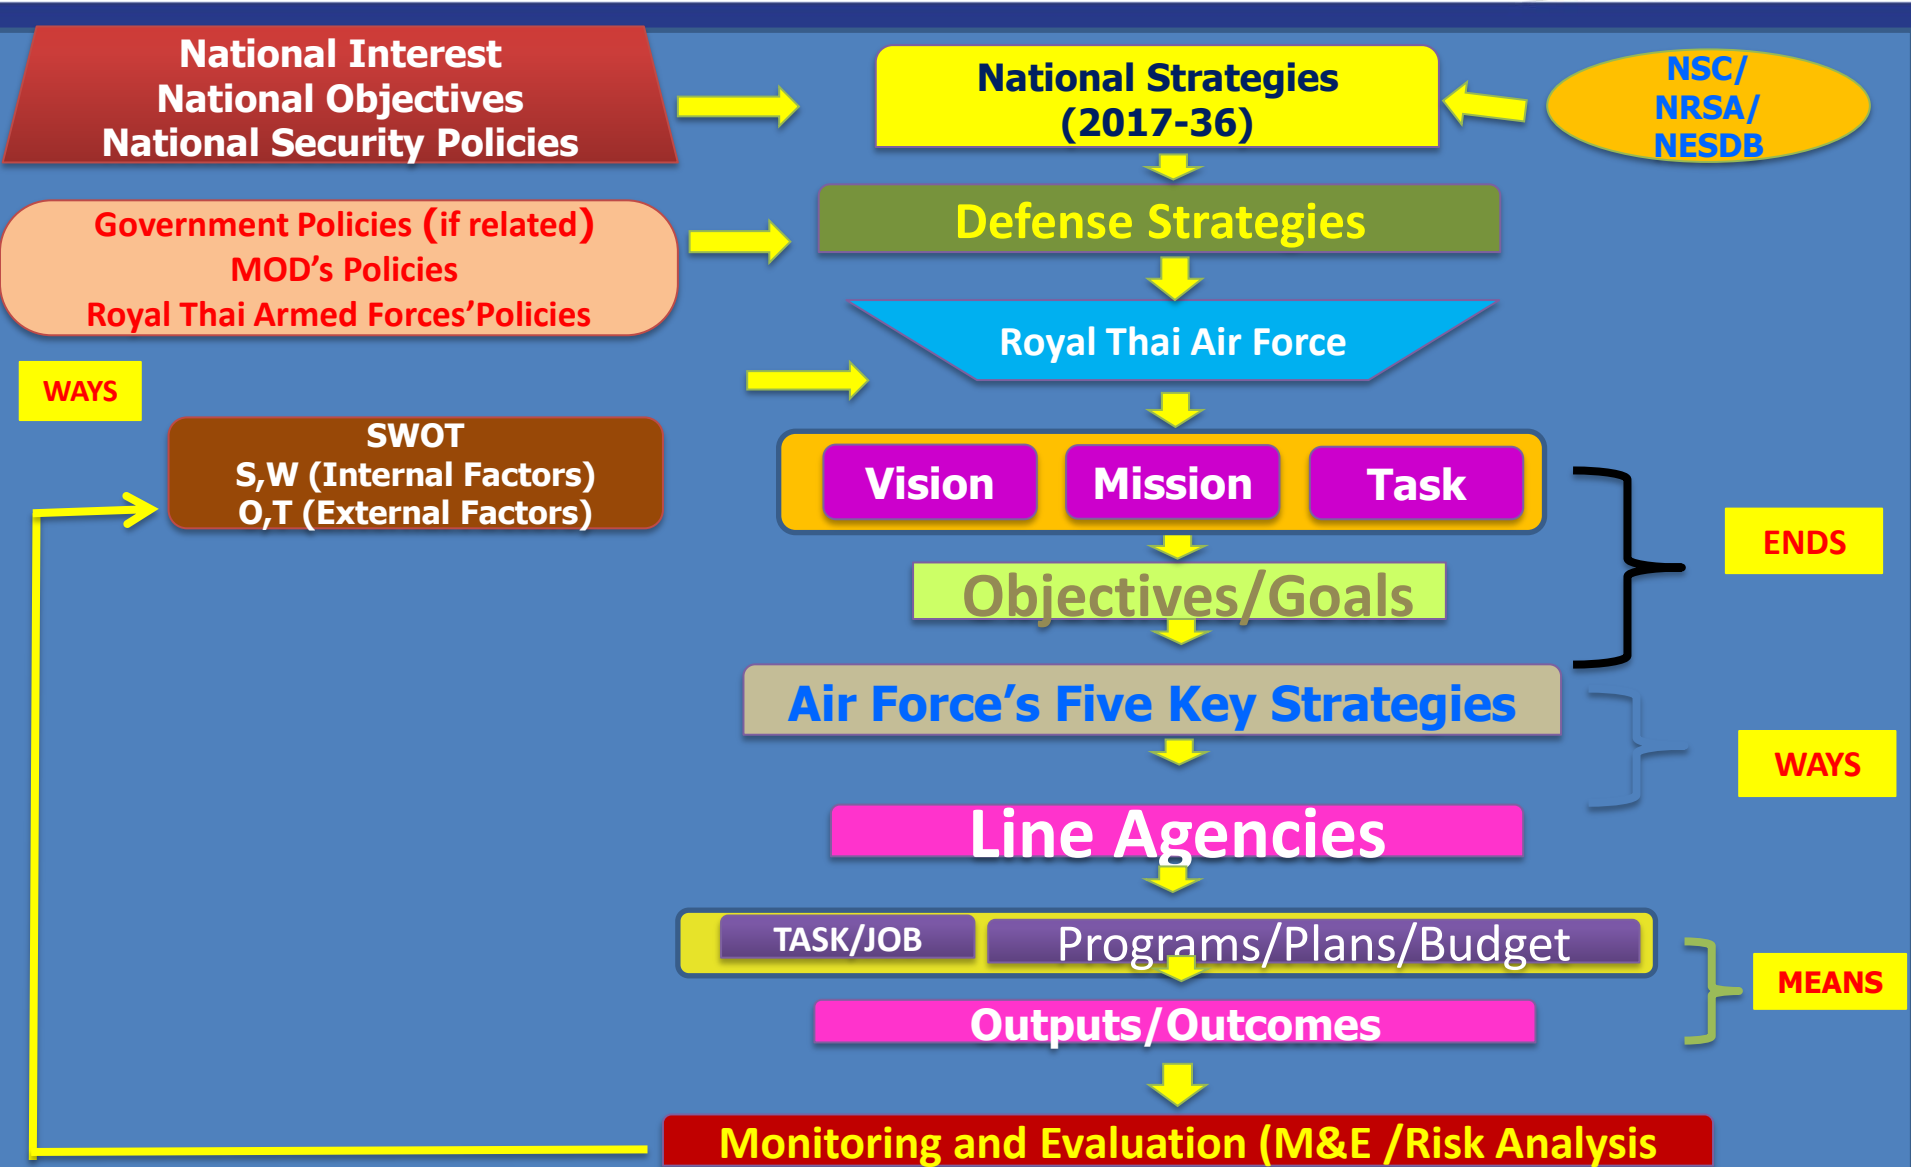 National Interest
National Objectives
National Security Policies
National Strategies
(2017-36)
NSC/
NRSA/
NESDB
Government Policies (if related)
MOD’s Policies
Royal Thai Armed Forces’Policies
Defense Strategies
Royal Thai Air Force
WAYS
SWOT
S,W (Internal Factors)
O,T (External Factors)
Vision
Mission
Task
ENDS
Objectives/Goals
Air Force’s Five Key Strategies
WAYS
Line Agencies
TASK/JOB
Programs/Plans/Budget
MEANS
Outputs/Outcomes
Monitoring and Evaluation (M&E /Risk Analysis